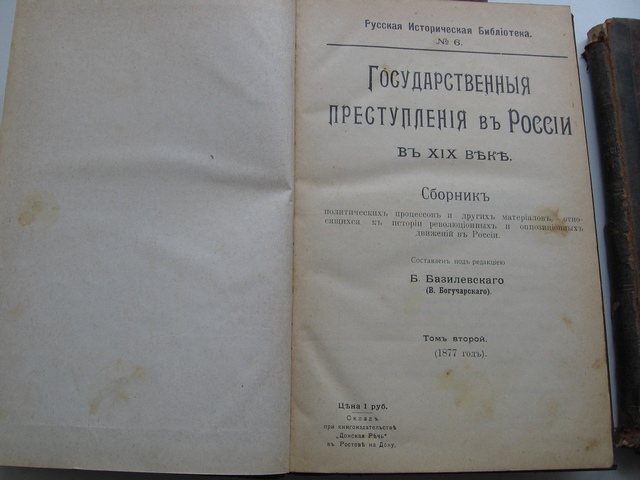 Русская Историческая Библіотека.
№ 6.
Государственныя
преступленія въ Россіи
въ XIX вѣкѣ.
Сборникъ
политическихъ процессовъ и других матеріаловъ, отно-
сящихся къ исторіи революціонныхъ и оппозиціонныхъ
движеній въ Россіи.
Составленъ подъ редакціею
Б. Базилевскаго
(В. Богучарскаго).
Томъ второй.
(1877 годъ).
Цѣна 1 руб.
Складъ
при книгоиздательствѣ
„Донская Рѣчь"
въ Ростовѣ на Дону.